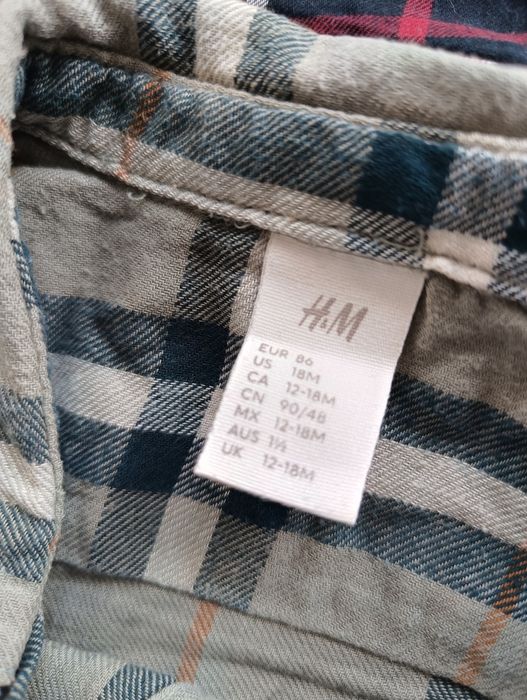 H&M
EUR 86
US 18M
CA 12-18M
CN 90/48
MX 12-18M
AUS 1½
UK 12-18M